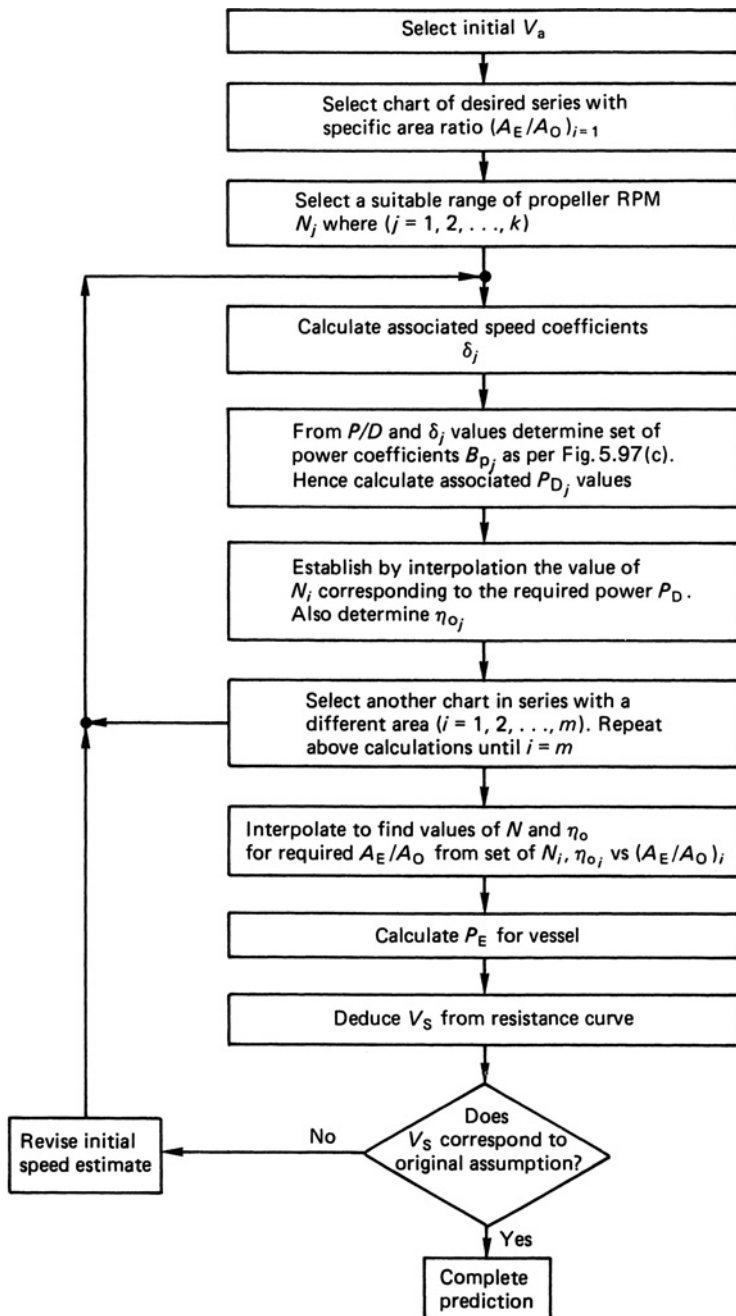 Select initial Vₐ
Select chart of desired series with
specific area ratio (A_E/A_O)_{i=1}
Select a suitable range of propeller RPM
N_j where (j = 1, 2, . . ., k)
Calculate associated speed coefficients
δ_j
From P/D and δ_j values determine set of
power coefficients B_{p_j} as per Fig. 5.97(c).
Hence calculate associated P_{D_j} values
Establish by interpolation the value of
N_i corresponding to the required power P_D.
Also determine η_{o_j}
Select another chart in series with a
different area (i = 1, 2, . . ., m). Repeat
above calculations until i = m
Interpolate to find values of N and η_o
for required A_E/A_O from set of N_i, η_{o_j} vs (A_E/A_O)_i
Calculate P_E for vessel
Deduce V_S from resistance curve
Does
V_S correspond to
original assumption?
No
Revise initial
speed estimate
Yes
Complete
prediction